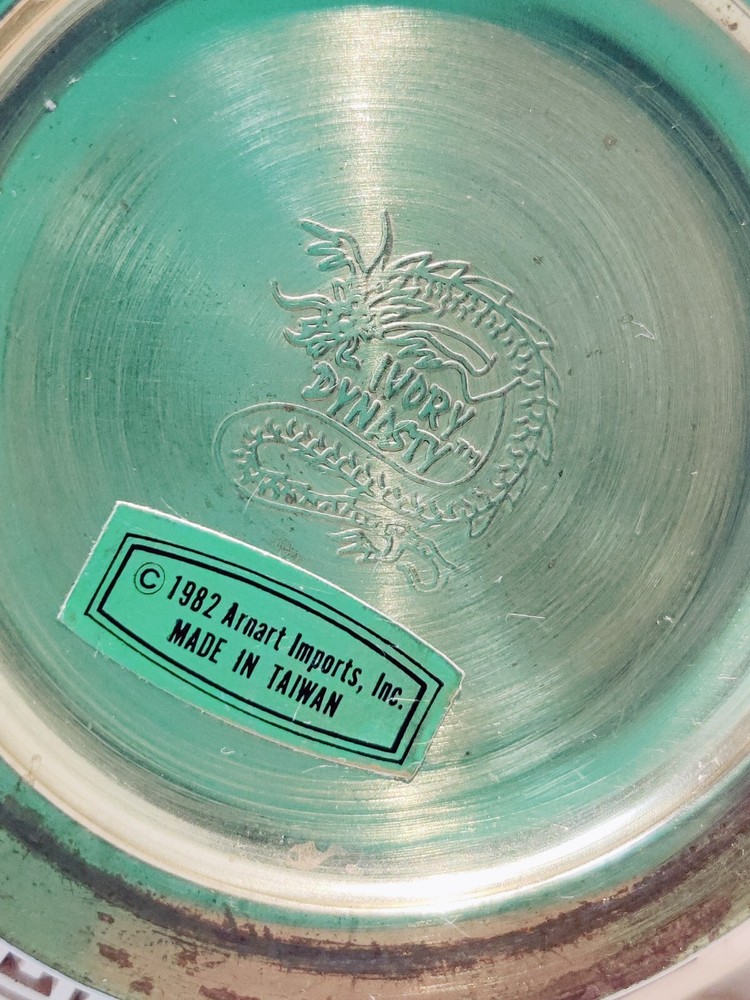 IVORY
DYNASTY™
© 1982 Arnart Imports, Inc.
MADE IN TAIWAN